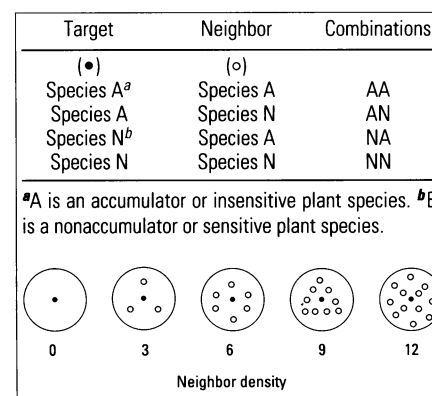 Target Neighbor Combinations
(●) (○)
Species Aᵃ Species A AA
Species A Species N AN
Species Nᵇ Species A NA
Species N Species N NN
ᵃA is an accumulator or insensitive plant species. ᵇE
is a nonaccumulator or sensitive plant species.
0 3 6 9 12
Neighbor density